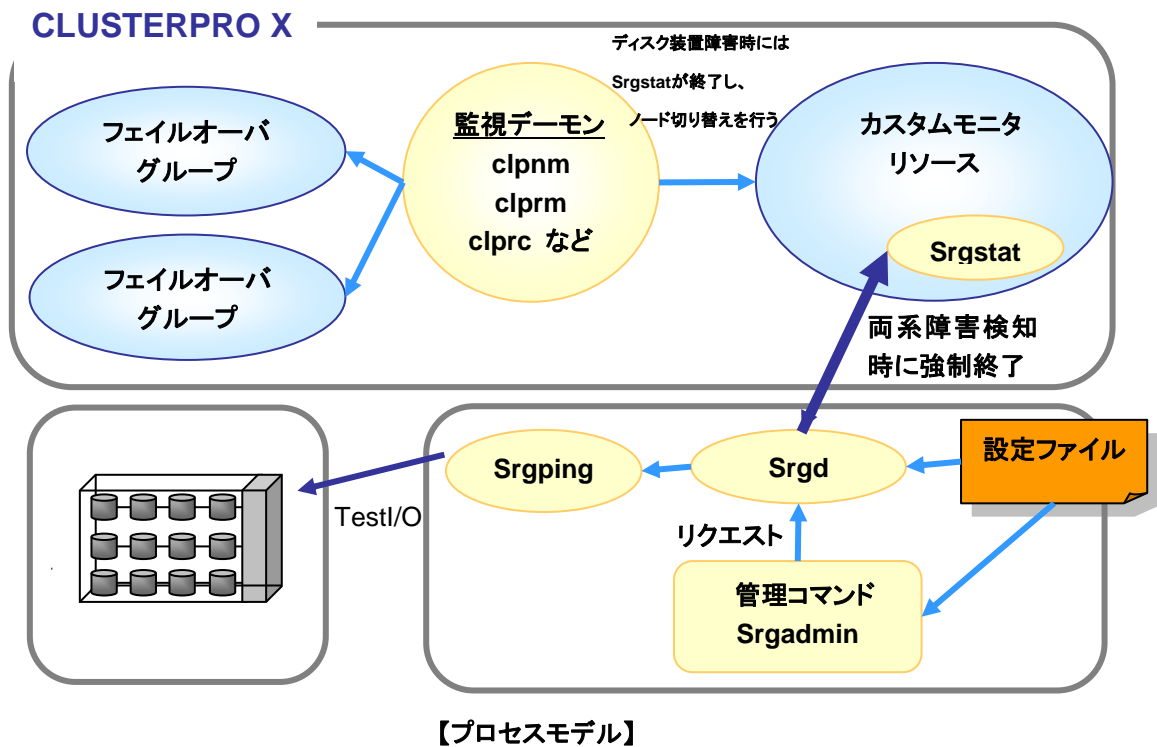 CLUSTERPRO X
ディスク装置障害時には
Srgstatが終了し、
ノード切り替えを行う
フェイルオーバ
グループ
監視デーモン
clpnm
clprm
clprc など
カスタムモニタ
リソース
Srgstat
フェイルオーバ
グループ
両系障害検知
時に強制終了
Srgping
Srgd
設定ファイル
TestI/O
リクエスト
管理コマンド
Srgadmin
【プロセスモデル】